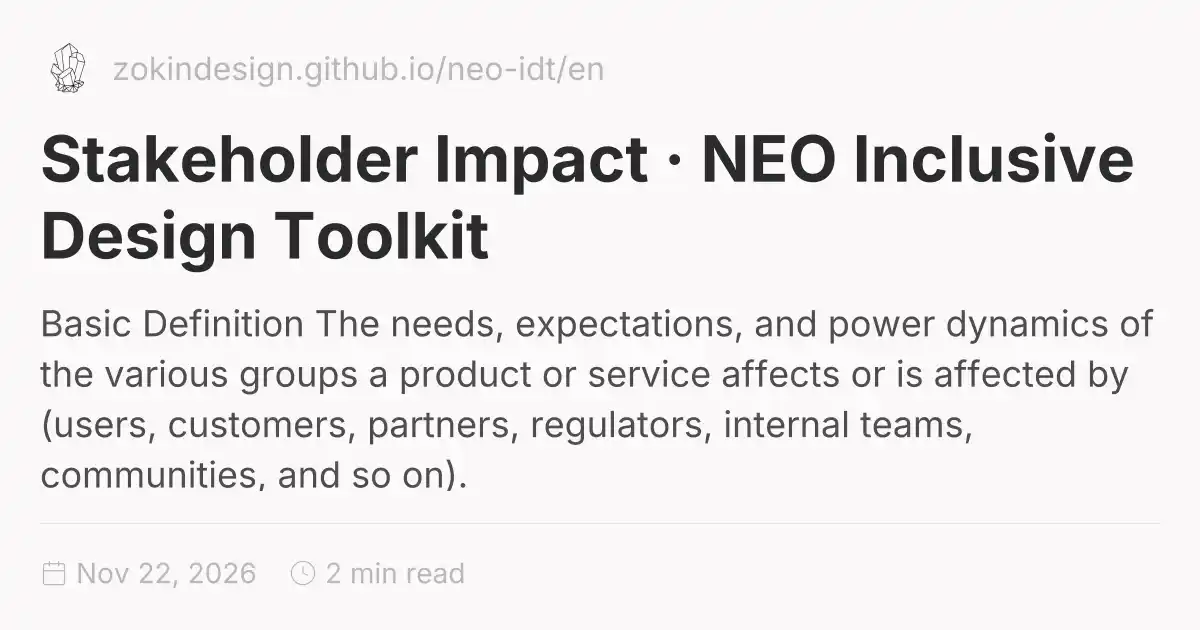 zokindesign.github.io/neo-idt/en
Stakeholder Impact · NEO Inclusive
Design Toolkit
Basic Definition The needs, expectations, and power dynamics of
the various groups a product or service affects or is affected by
(users, customers, partners, regulators, internal teams,
communities, and so on).
Nov 22, 2026 2 min read